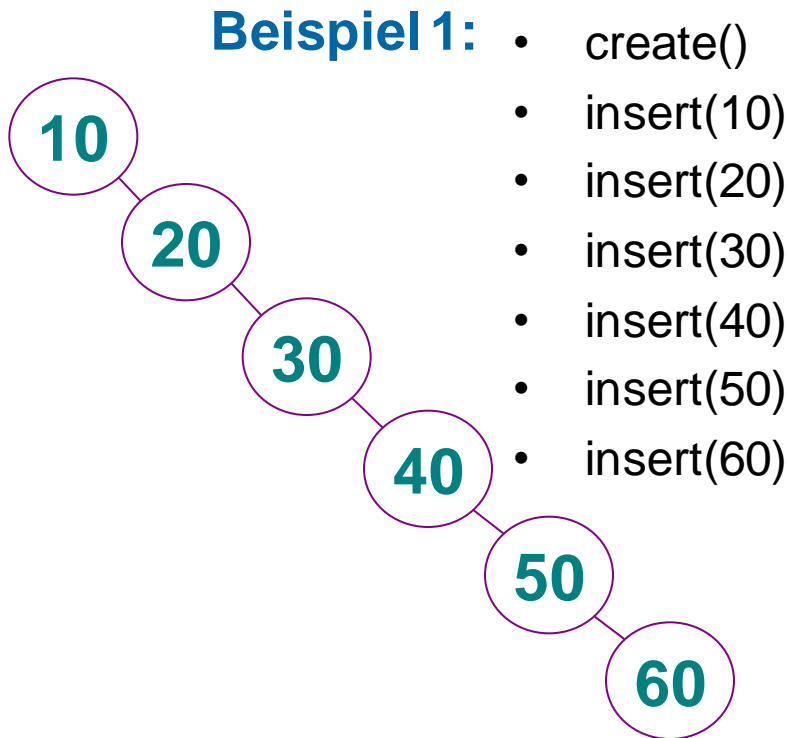 Beispiel 1:
• create()
• insert(10)
• insert(20)
• insert(30)
• insert(40)
• insert(50)
• insert(60)
10
20
30
40
50
60